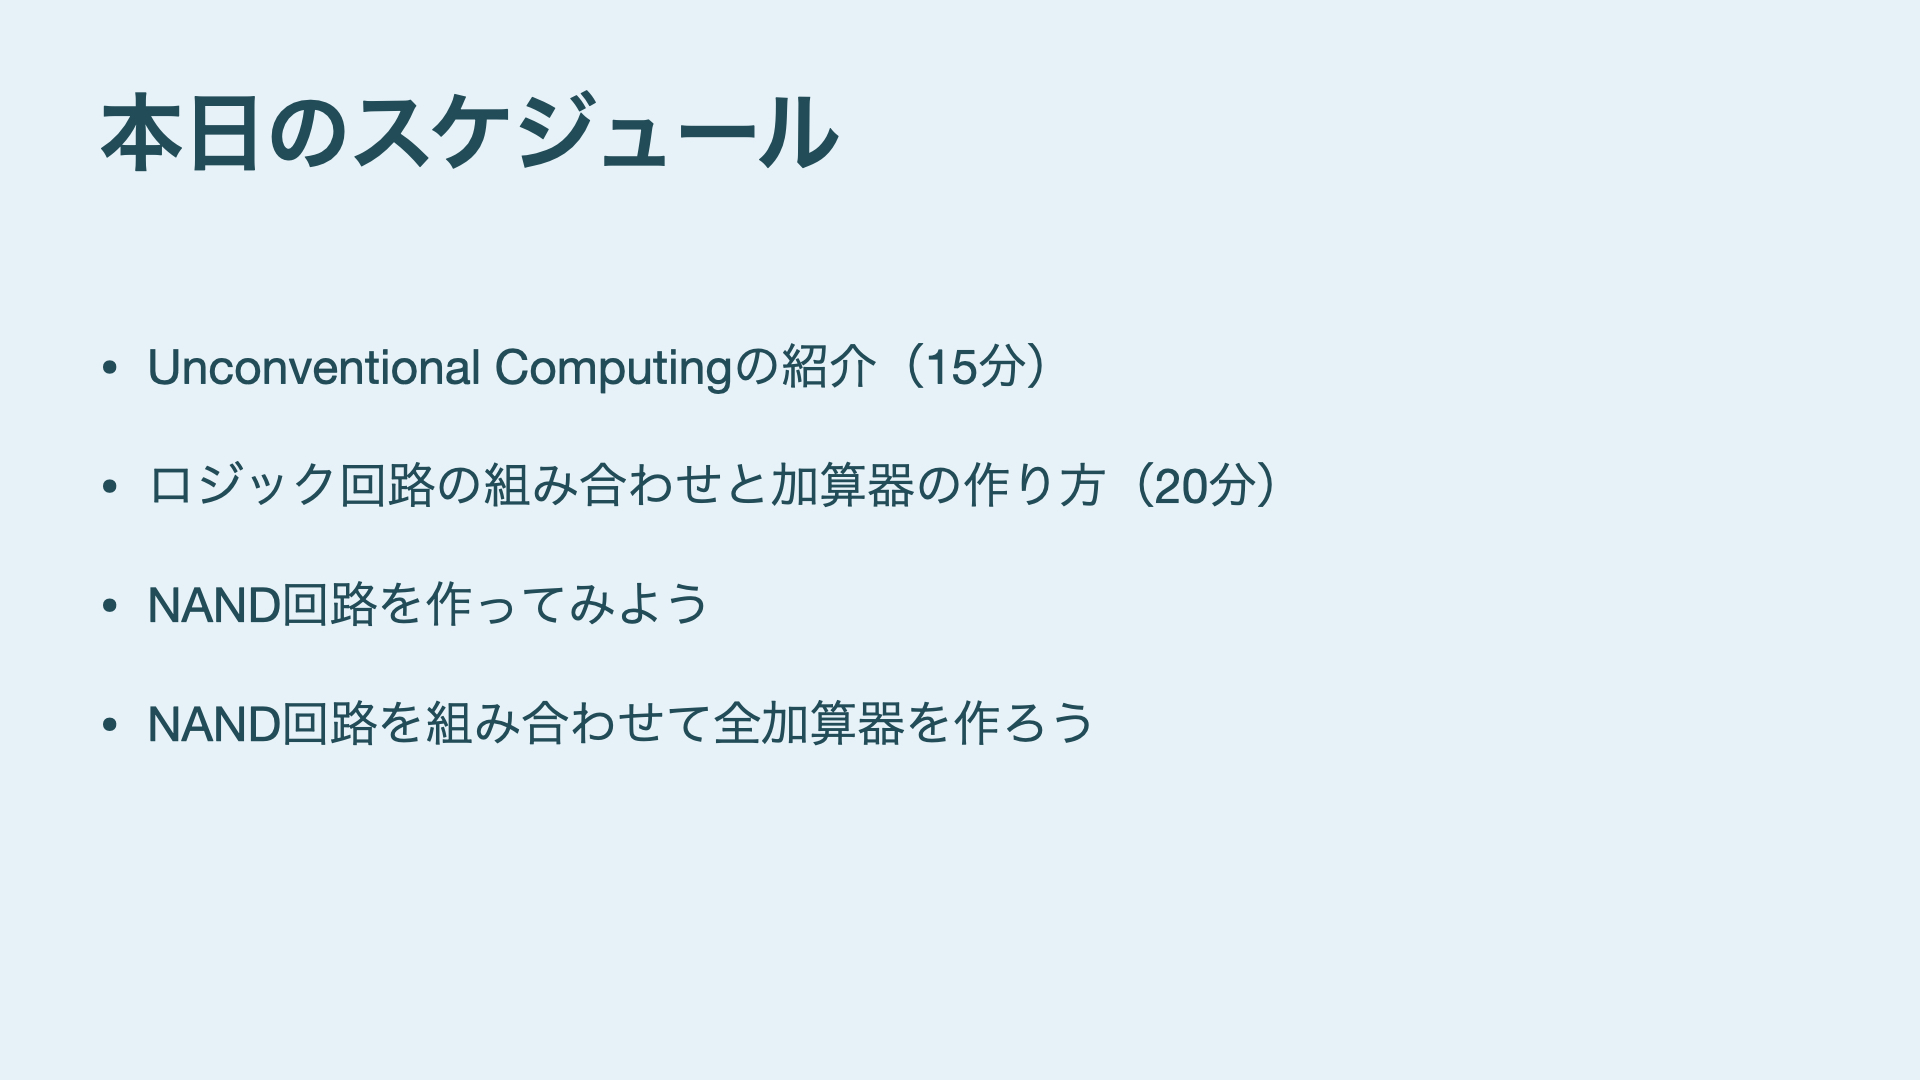 本日のスケジュール
• Unconventional Computingの紹介（15分）
• ロジック回路の組み合わせと加算器の作り方（20分）
• NAND回路を作ってみよう
• NAND回路を組み合わせて全加算器を作ろう